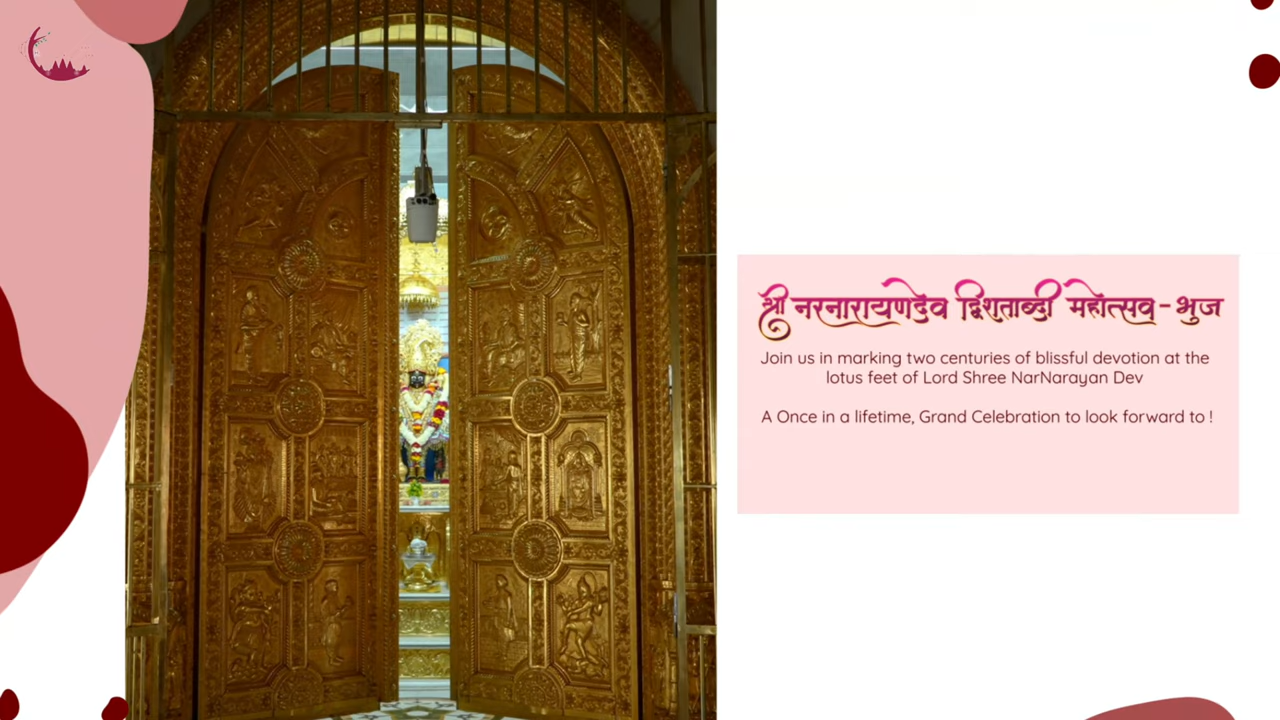 श्री नरनारायणदेव द्विशताब्दी महोत्सव - भुज
Join us in marking two centuries of blissful devotion at the
lotus feet of Lord Shree NarNarayan Dev
A Once in a lifetime, Grand Celebration to look forward to !